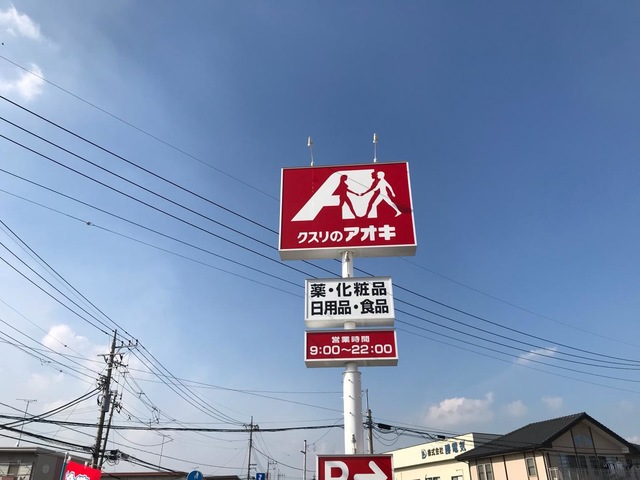 クスリのアオキ
薬・化粧品
日用品・食品
営業時間
9:00〜22:00
P→